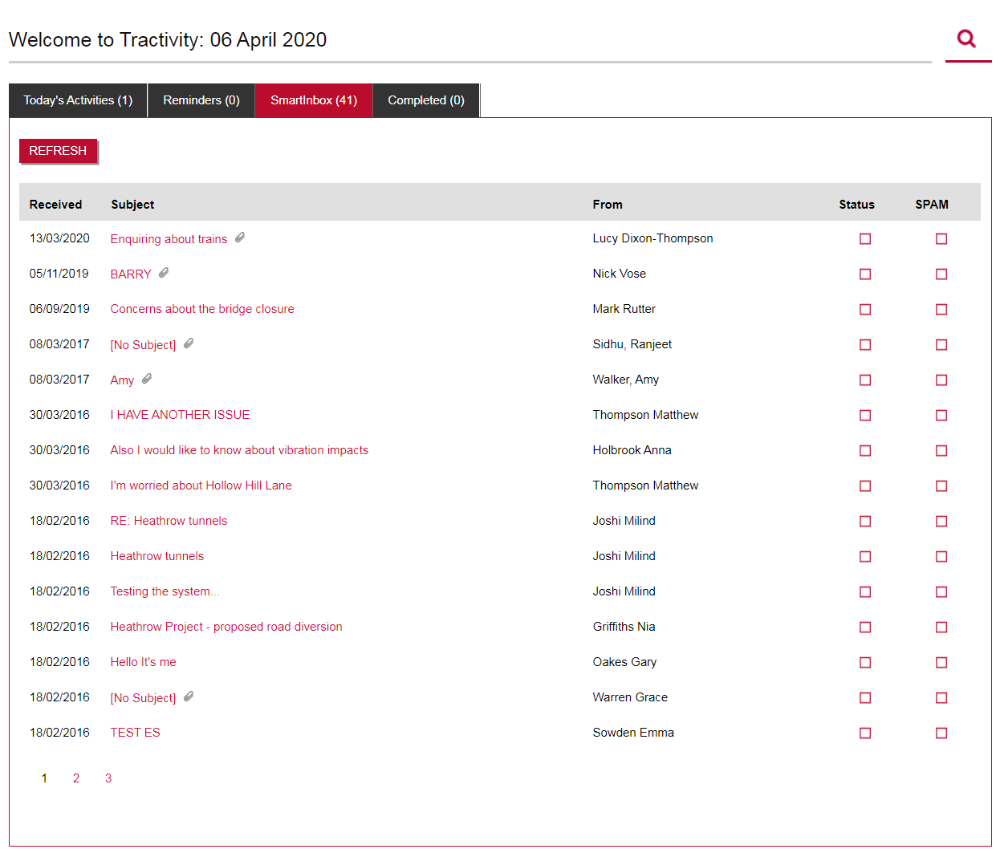 Welcome to Tractivity: 06 April 2020
Today's Activities (1) Reminders (0) SmartInbox (41) Completed (0)
REFRESH
Received Subject From Status SPAM
13/03/2020 Enquiring about trains Lucy Dixon-Thompson
05/11/2019 BARRY Nick Vose
06/09/2019 Concerns about the bridge closure Mark Rutter
08/03/2017 [No Subject] Sidhu, Ranjeet
08/03/2017 Amy Walker, Amy
30/03/2016 I HAVE ANOTHER ISSUE Thompson Matthew
30/03/2016 Also I would like to know about vibration impacts Holbrook Anna
30/03/2016 I'm worried about Hollow Hill Lane Thompson Matthew
18/02/2016 RE: Heathrow tunnels Joshi Milind
18/02/2016 Heathrow tunnels Joshi Milind
18/02/2016 Testing the system... Joshi Milind
18/02/2016 Heathrow Project - proposed road diversion Griffiths Nia
18/02/2016 Hello It's me Oakes Gary
18/02/2016 [No Subject] Warren Grace
18/02/2016 TEST ES Sowden Emma
1 2 3